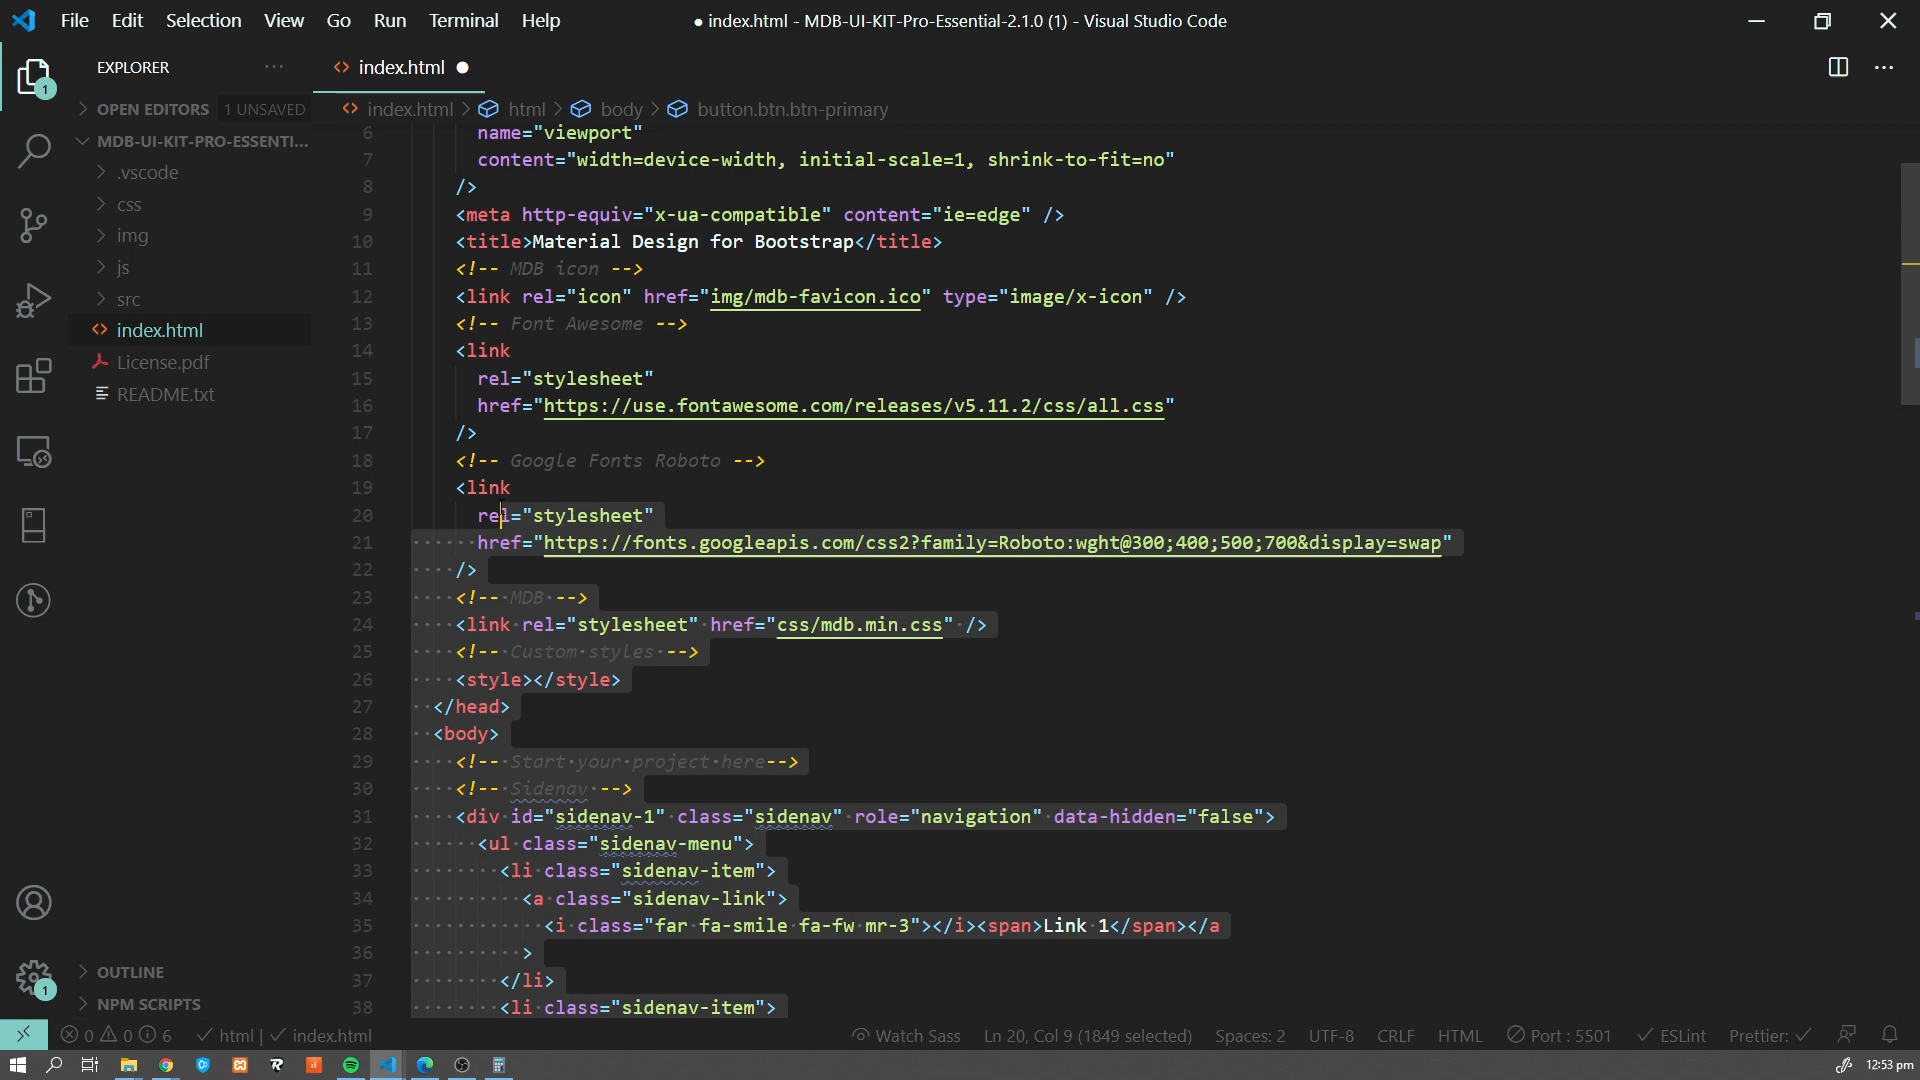 File Edit Selection View Go Run Terminal Help
● index.html - MDB-UI-KIT-Pro-Essential-2.1.0 (1) - Visual Studio Code
EXPLORER
index.html
OPEN EDITORS 1 UNSAVED
index.html > html > body > button.btn.btn-primary
MDB-UI-KIT-PRO-ESSENTI...
.vscode
css
img
js
src
index.html
License.pdf
README.txt
OUTLINE
NPM SCRIPTS
1
1
6 name="viewport"
7 content="width=device-width, initial-scale=1, shrink-to-fit=no"
8 />
9 <meta http-equiv="x-ua-compatible" content="ie=edge" />
10 <title>Material Design for Bootstrap</title>
11 <!-- MDB icon -->
12 <link rel="icon" href="img/mdb-favicon.ico" type="image/x-icon" />
13 <!-- Font Awesome -->
14 <link
15 rel="stylesheet"
16 href="https://use.fontawesome.com/releases/v5.11.2/css/all.css"
17 />
18 <!-- Google Fonts Roboto -->
19 <link
20 rel="stylesheet"
21 href="https://fonts.googleapis.com/css2?family=Roboto:wght@300;400;500;700&display=swap"
22 />
23 <!-- MDB -->
24 <link rel="stylesheet" href="css/mdb.min.css" />
25 <!-- Custom styles -->
26 <style></style>
27 </head>
28 <body>
29 <!-- Start your project here-->
30 <!-- Sidenav -->
31 <div id="sidenav-1" class="sidenav" role="navigation" data-hidden="false">
32 <ul class="sidenav-menu">
33 <li class="sidenav-item">
34 <a class="sidenav-link">
35 <i class="far fa-smile fa-fw mr-3"></i><span>Link 1</span></a
36 >
37 </li>
38 <li class="sidenav-item">
0 0 6 html | index.html Watch Sass Ln 20, Col 9 (1849 selected) Spaces: 2 UTF-8 CRLF HTML Port : 5501 ESLint Prettier: ✓
12:53 pm